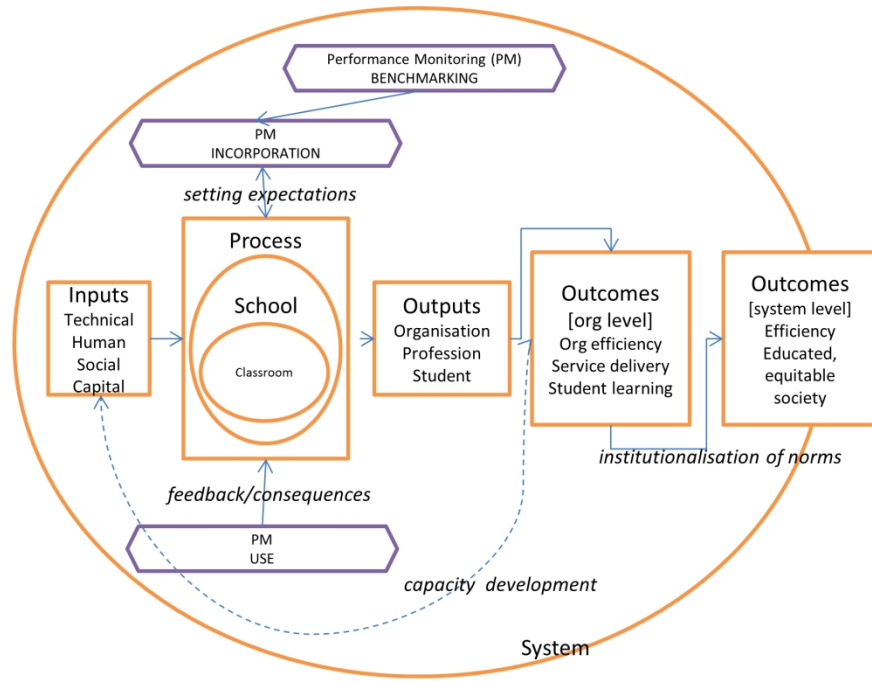 Performance Monitoring (PM)
BENCHMARKING
PM
INCORPORATION
setting expectations
Process
School
Classroom
Inputs
Technical
Human
Social
Capital
Outputs
Organisation
Profession
Student
Outcomes
[org level]
Org efficiency
Service delivery
Student learning
Outcomes
[system level]
Efficiency
Educated,
equitable
society
institutionalisation of norms
feedback/consequences
PM
USE
capacity development
System